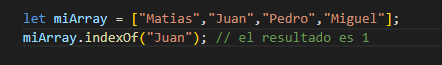 let miArray = ["Matias","Juan","Pedro","Miguel"];
miArray.indexOf("Juan"); // el resultado es 1